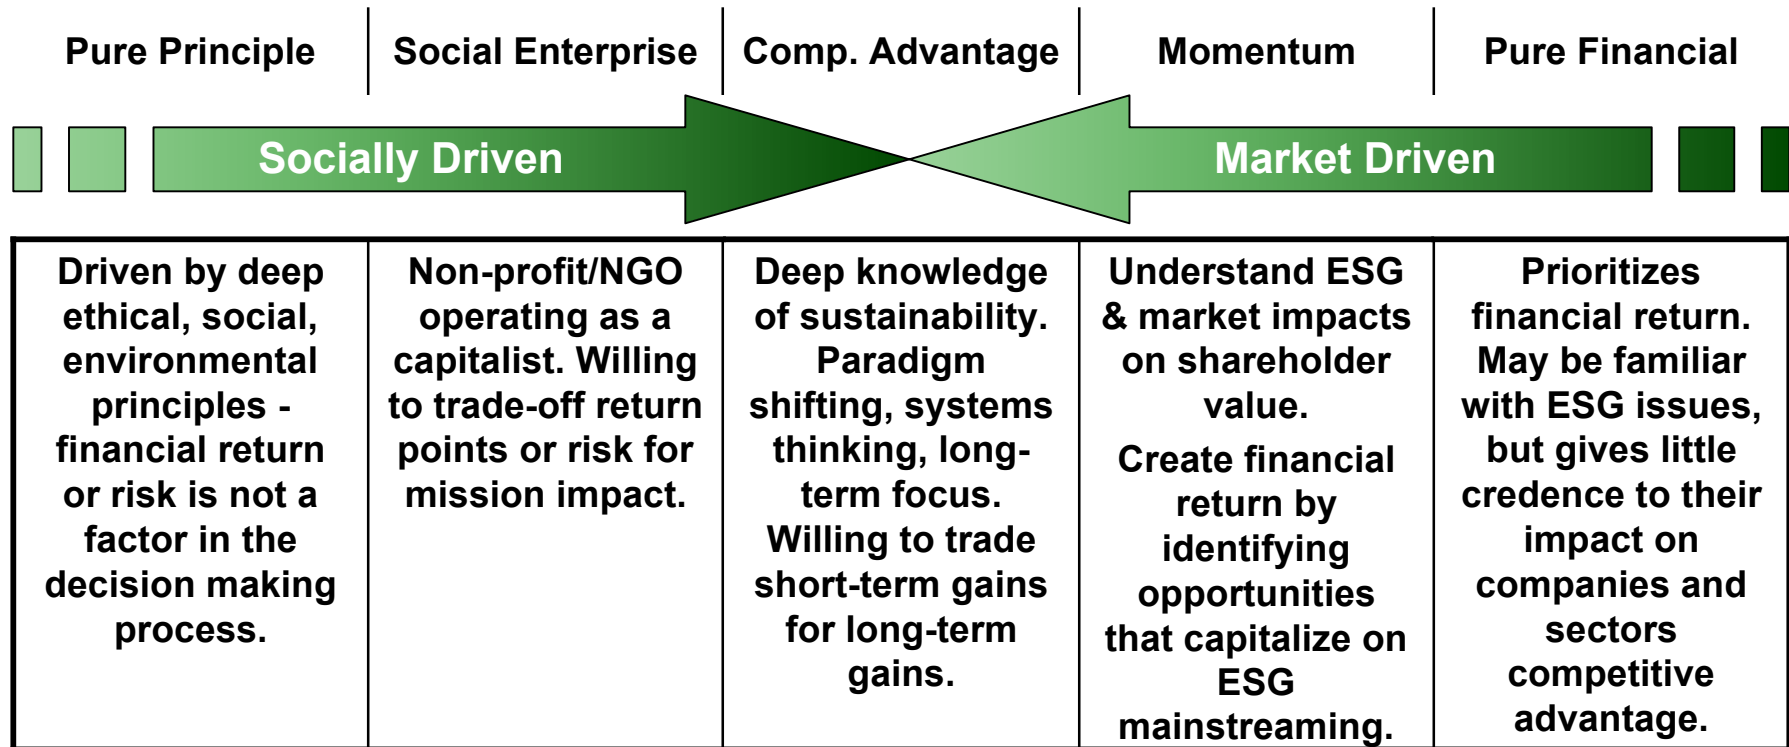 Pure Principle
Social Enterprise
Comp. Advantage
Momentum
Pure Financial
Socially Driven
Market Driven
Driven by deep
ethical, social,
environmental
principles -
financial return
or risk is not a
factor in the
decision making
process.
Non-profit/NGO
operating as a
capitalist. Willing
to trade-off return
points or risk for
mission impact.
Deep knowledge
of sustainability.
Paradigm
shifting, systems
thinking, long-
term focus.
Willing to trade
short-term gains
for long-term
gains.
Understand ESG
& market impacts
on shareholder
value.
Create financial
return by
identifying
opportunities
that capitalize on
ESG
mainstreaming.
Prioritizes
financial return.
May be familiar
with ESG issues,
but gives little
credence to their
impact on
companies and
sectors
competitive
advantage.